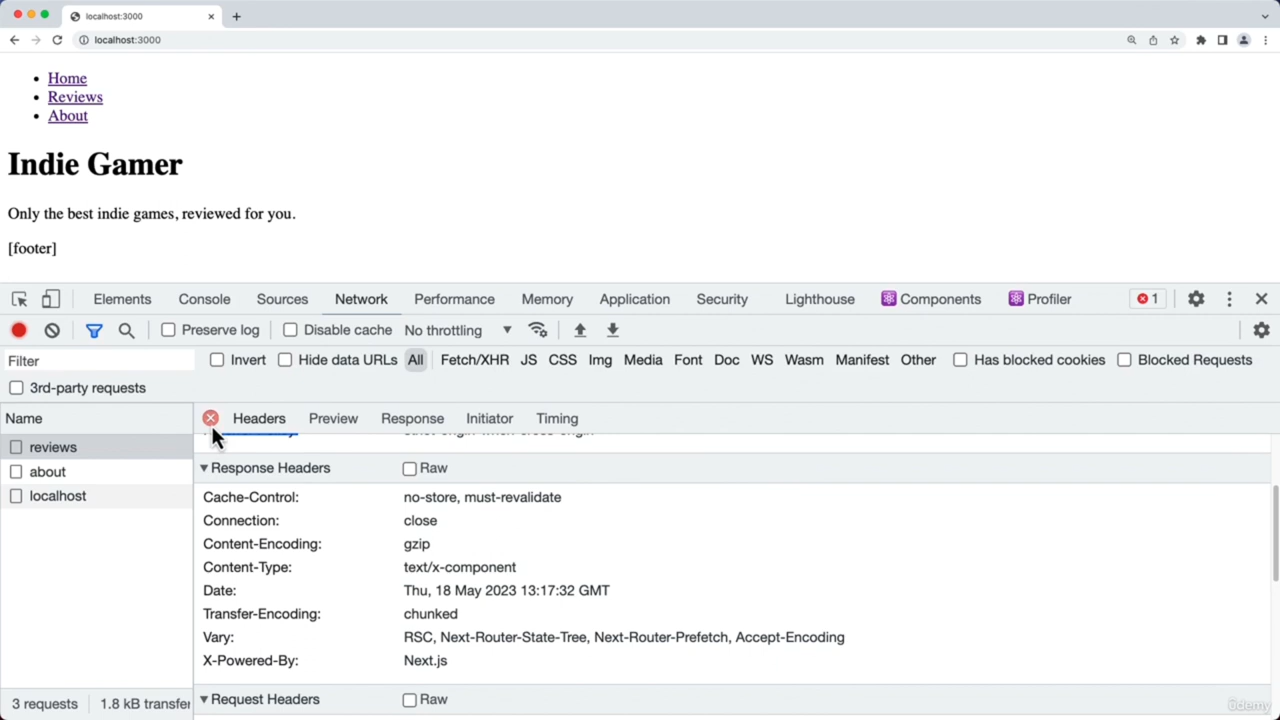 localhost:3000
localhost:3000
Home
Reviews
About
Indie Gamer
Only the best indie games, reviewed for you.
[footer]
Elements Console Sources Network Performance Memory Application Security Lighthouse Components Profiler 1
Preserve log Disable cache No throttling
Filter Invert Hide data URLs All Fetch/XHR JS CSS Img Media Font Doc WS Wasm Manifest Other Has blocked cookies Blocked Requests
3rd-party requests
Name Headers Preview Response Initiator Timing
reviews
about
localhost
strict-origin-when-cross-origin
Response Headers Raw
Cache-Control: no-store, must-revalidate
Connection: close
Content-Encoding: gzip
Content-Type: text/x-component
Date: Thu, 18 May 2023 13:17:32 GMT
Transfer-Encoding: chunked
Vary: RSC, Next-Router-State-Tree, Next-Router-Prefetch, Accept-Encoding
X-Powered-By: Next.js
Request Headers Raw
3 requests 1.8 kB transfer
ûdemy